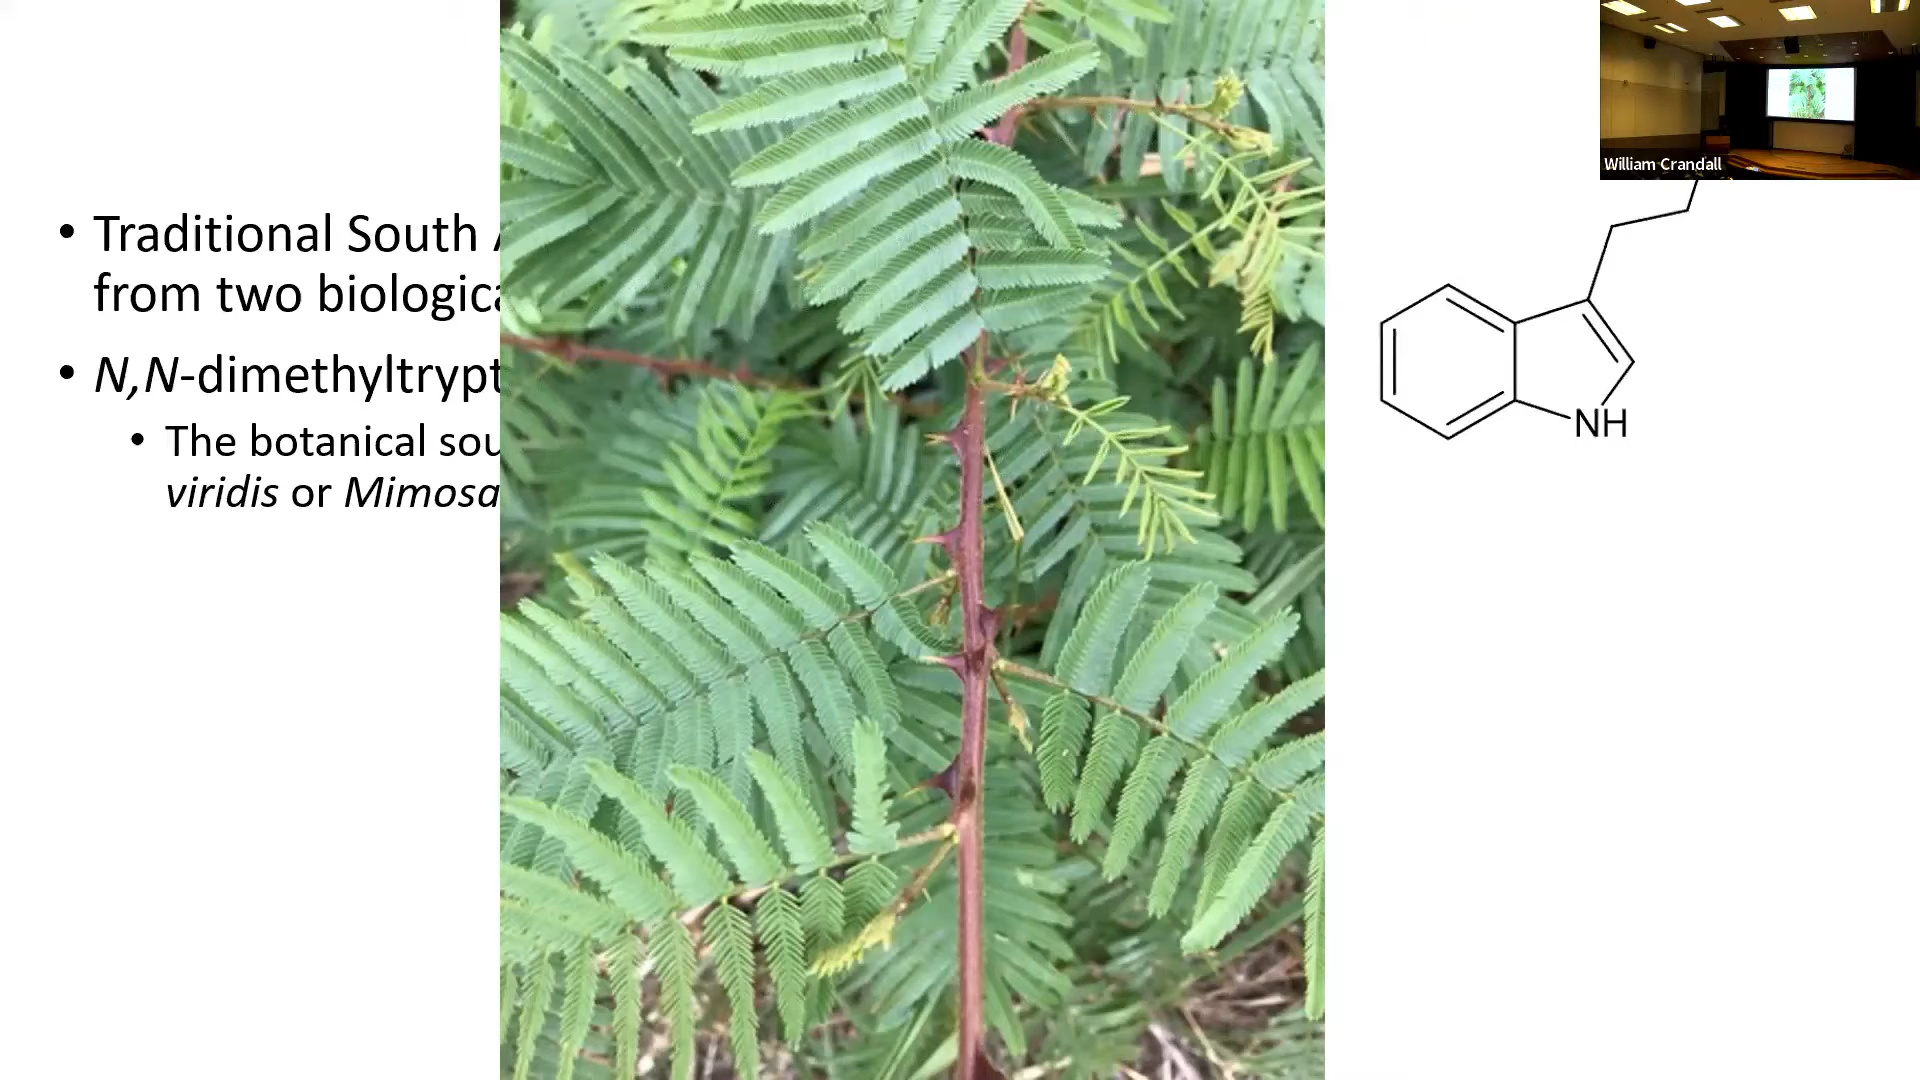 William Crandall
• Traditional South
from two biologica
• N,N-dimethyltrypt
• The botanical sou
viridis or Mimosa
NH